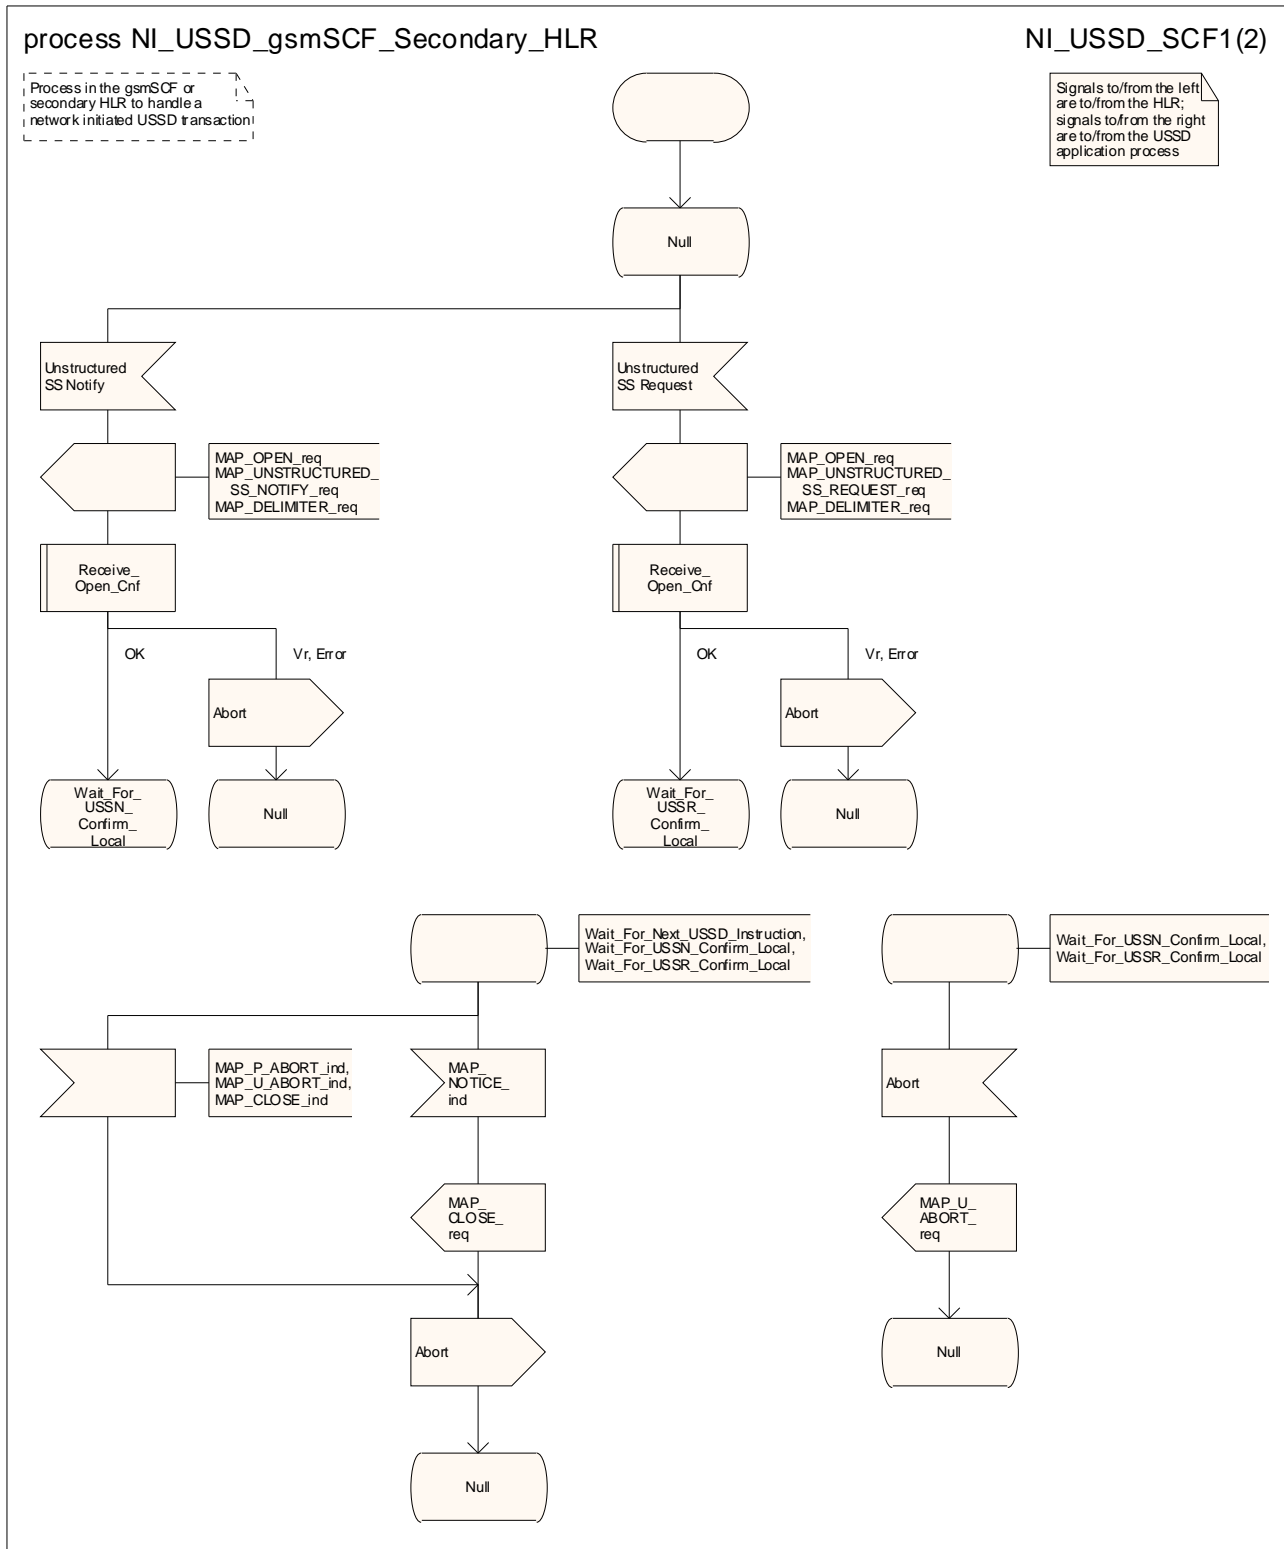 process NI_USSD_gsmSCF_Secondary_HLR
NI_USSD_SCF1(2)
Process in the gsmSCF or
secondary HLR to handle a
network initiated USSD transaction
Signals to/from the left
are to/from the HLR;
signals to/from the right
are to/from the USSD
application process
Null
Unstructured
SS Notify
Unstructured
SS Request
MAP_OPEN_req
MAP_UNSTRUCTURED_
SS_NOTIFY_req
MAP_DELIMITER_req
MAP_OPEN_req
MAP_UNSTRUCTURED_
SS_REQUEST_req
MAP_DELIMITER_req
Receive_
Open_Cnf
Receive_
Open_Cnf
OK
Vr, Error
OK
Vr, Error
Abort
Abort
Wait_For_
USSN_
Confirm_
Local
Null
Wait_For_
USSR_
Confirm_
Local
Null
Wait_For_Next_USSD_Instruction,
Wait_For_USSN_Confirm_Local,
Wait_For_USSR_Confirm_Local
Wait_For_USSN_Confirm_Local,
Wait_For_USSR_Confirm_Local
MAP_P_ABORT_ind,
MAP_U_ABORT_ind,
MAP_CLOSE_ind
MAP_
NOTICE_
ind
Abort
MAP_
CLOSE_
req
MAP_U_
ABORT_
req
Abort
Null
Null